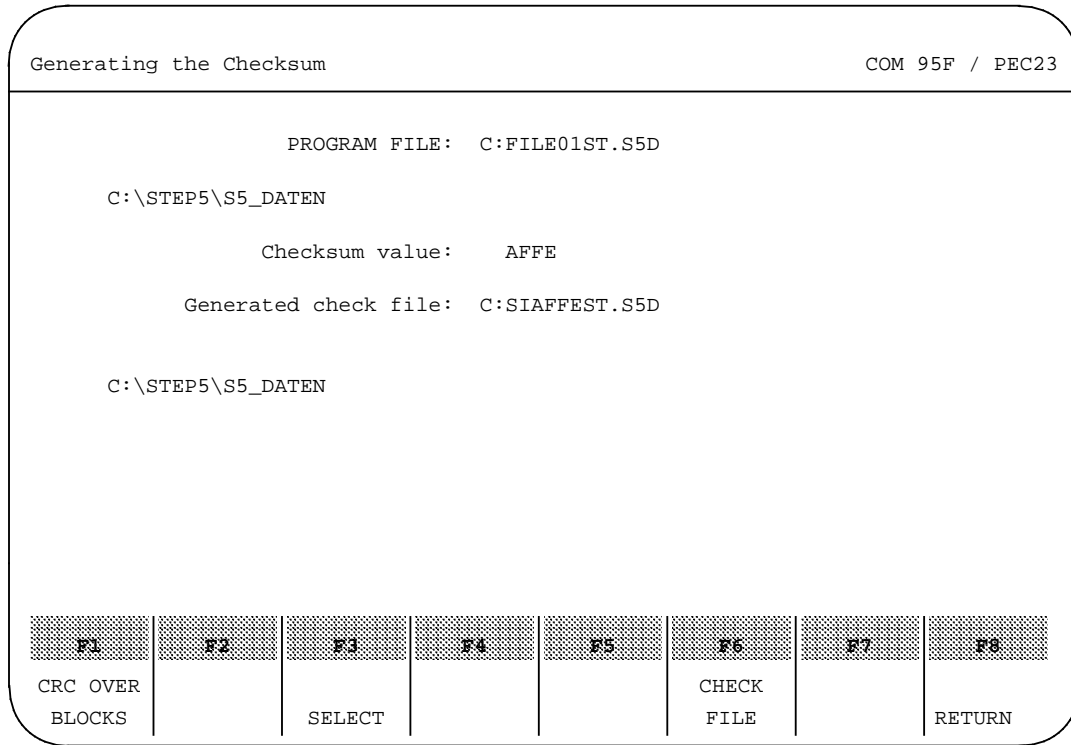 Generating the Checksum COM 95F / PEC23
PROGRAM FILE: C:FILE01ST.S5D
C:\STEP5\S5_DATEN
Checksum value: AFFE
Generated check file: C:SIAFFEST.S5D
C:\STEP5\S5_DATEN
F1 F2 F3 F4 F5 F6 F7 F8
CRC OVER CHECK
BLOCKS SELECT FILE RETURN